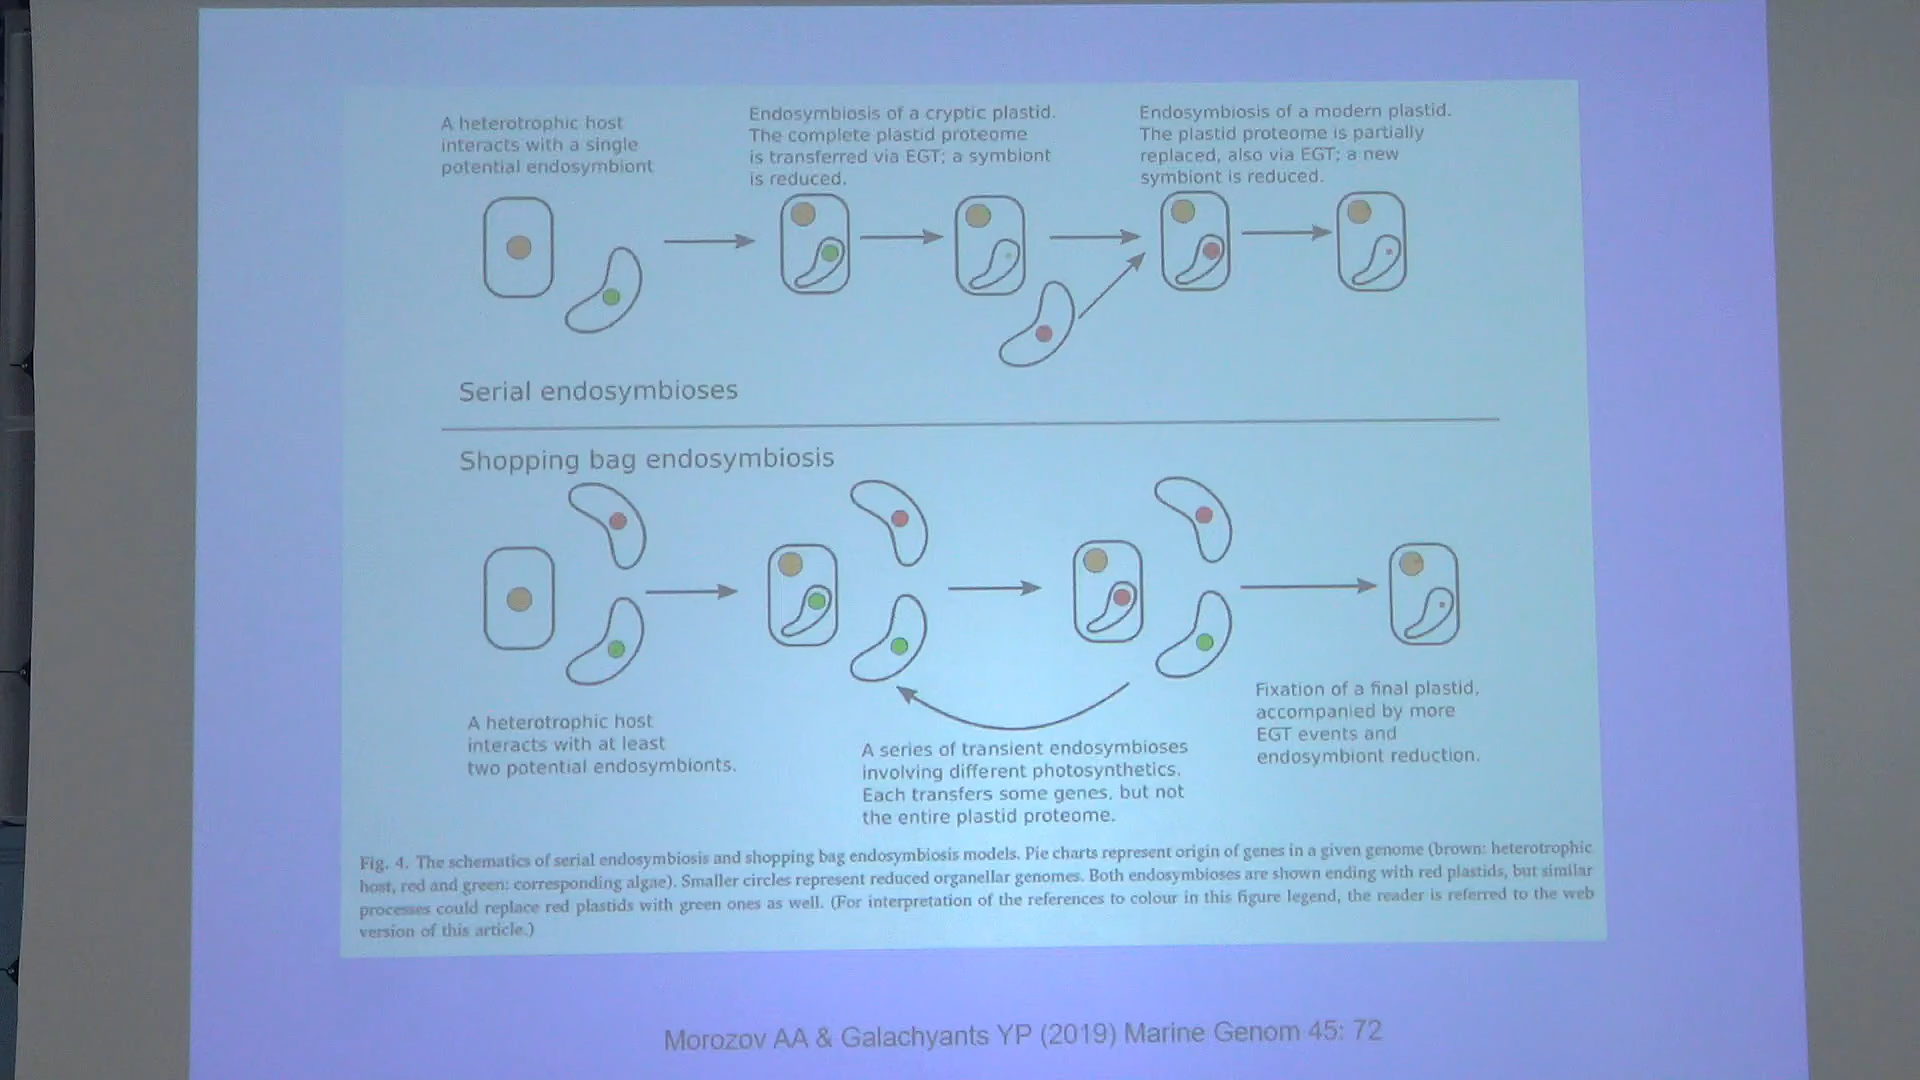 A heterotrophic host
interacts with a single
potential endosymbiont
Endosymbiosis of a cryptic plastid.
The complete plastid proteome
is transferred via EGT; a symbiont
is reduced.
Endosymbiosis of a modern plastid.
The plastid proteome is partially
replaced, also via EGT; a new
symbiont is reduced.
Serial endosymbioses
Shopping bag endosymbiosis
A heterotrophic host
interacts with at least
two potential endosymbionts.
A series of transient endosymbioses
involving different photosynthetics.
Each transfers some genes, but not
the entire plastid proteome.
Fixation of a final plastid,
accompanied by more
EGT events and
endosymbiont reduction.
Fig. 4. The schematics of serial endosymbiosis and shopping bag endosymbiosis models. Pie charts represent origin of genes in a given genome (brown: heterotrophic
host, red and green: corresponding algae). Smaller circles represent reduced organellar genomes. Both endosymbioses are shown ending with red plastids, but similar
processes could replace red plastids with green ones as well. (For interpretation of the references to colour in this figure legend, the reader is referred to the web
version of this article.)
Morozov AA & Galachyants YP (2019) Marine Genom 45: 72